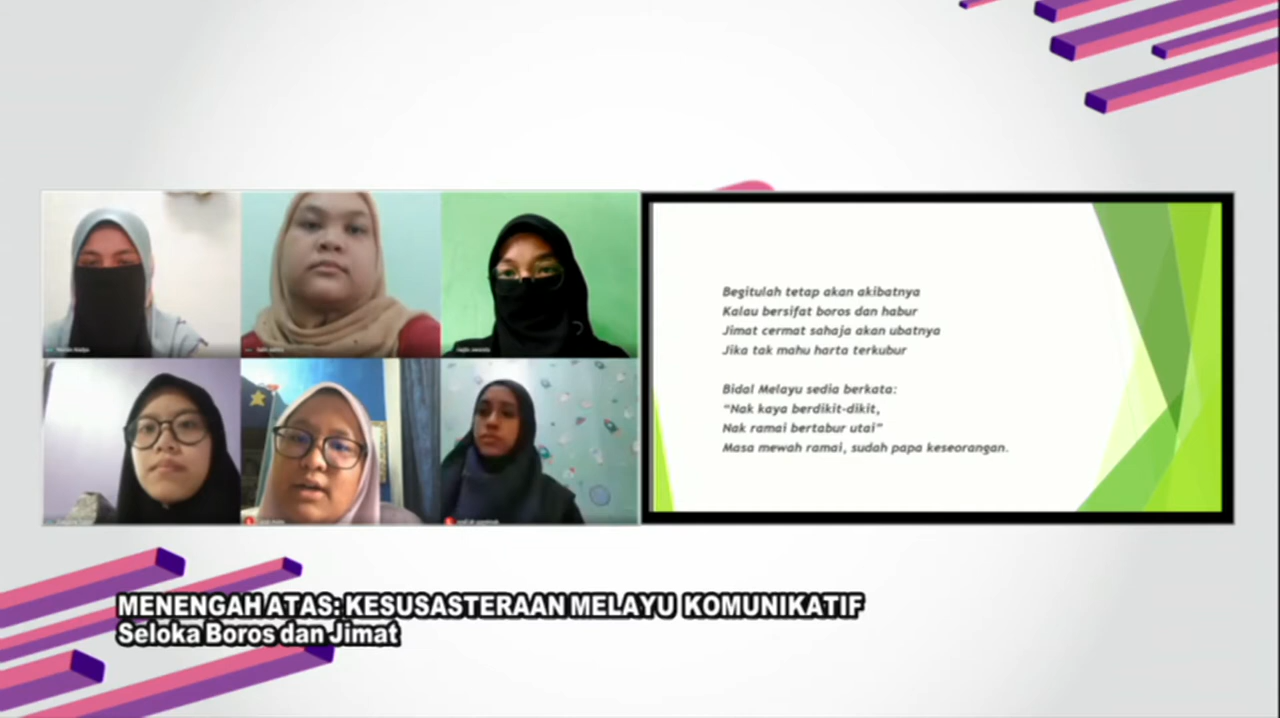 Begitulah tetap akan akibatnya
Kalau bersifat boros dan habur
Jimat cermat sahaja akan ubatnya
Jika tak mahu harta terkubur
Bidal Melayu sedia berkata:
“Nak kaya berdikit-dikit,
Nak ramai bertabur utai”
Masa mewah ramai, sudah papa keseorangan.
MENENGAH ATAS: KESUSASTERAAN MELAYU KOMUNIKATIF
Seloka Boros dan Jimat